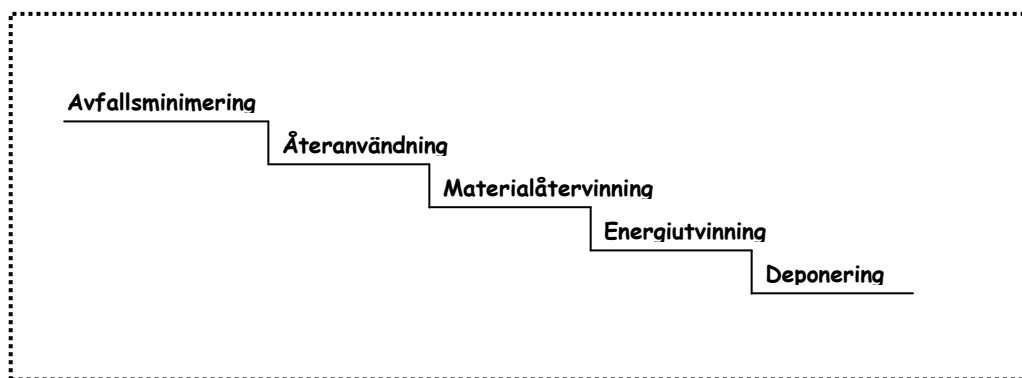 Avfallsminimering
Återanvändning
Materialåtervinning
Energiutvinning
Deponering